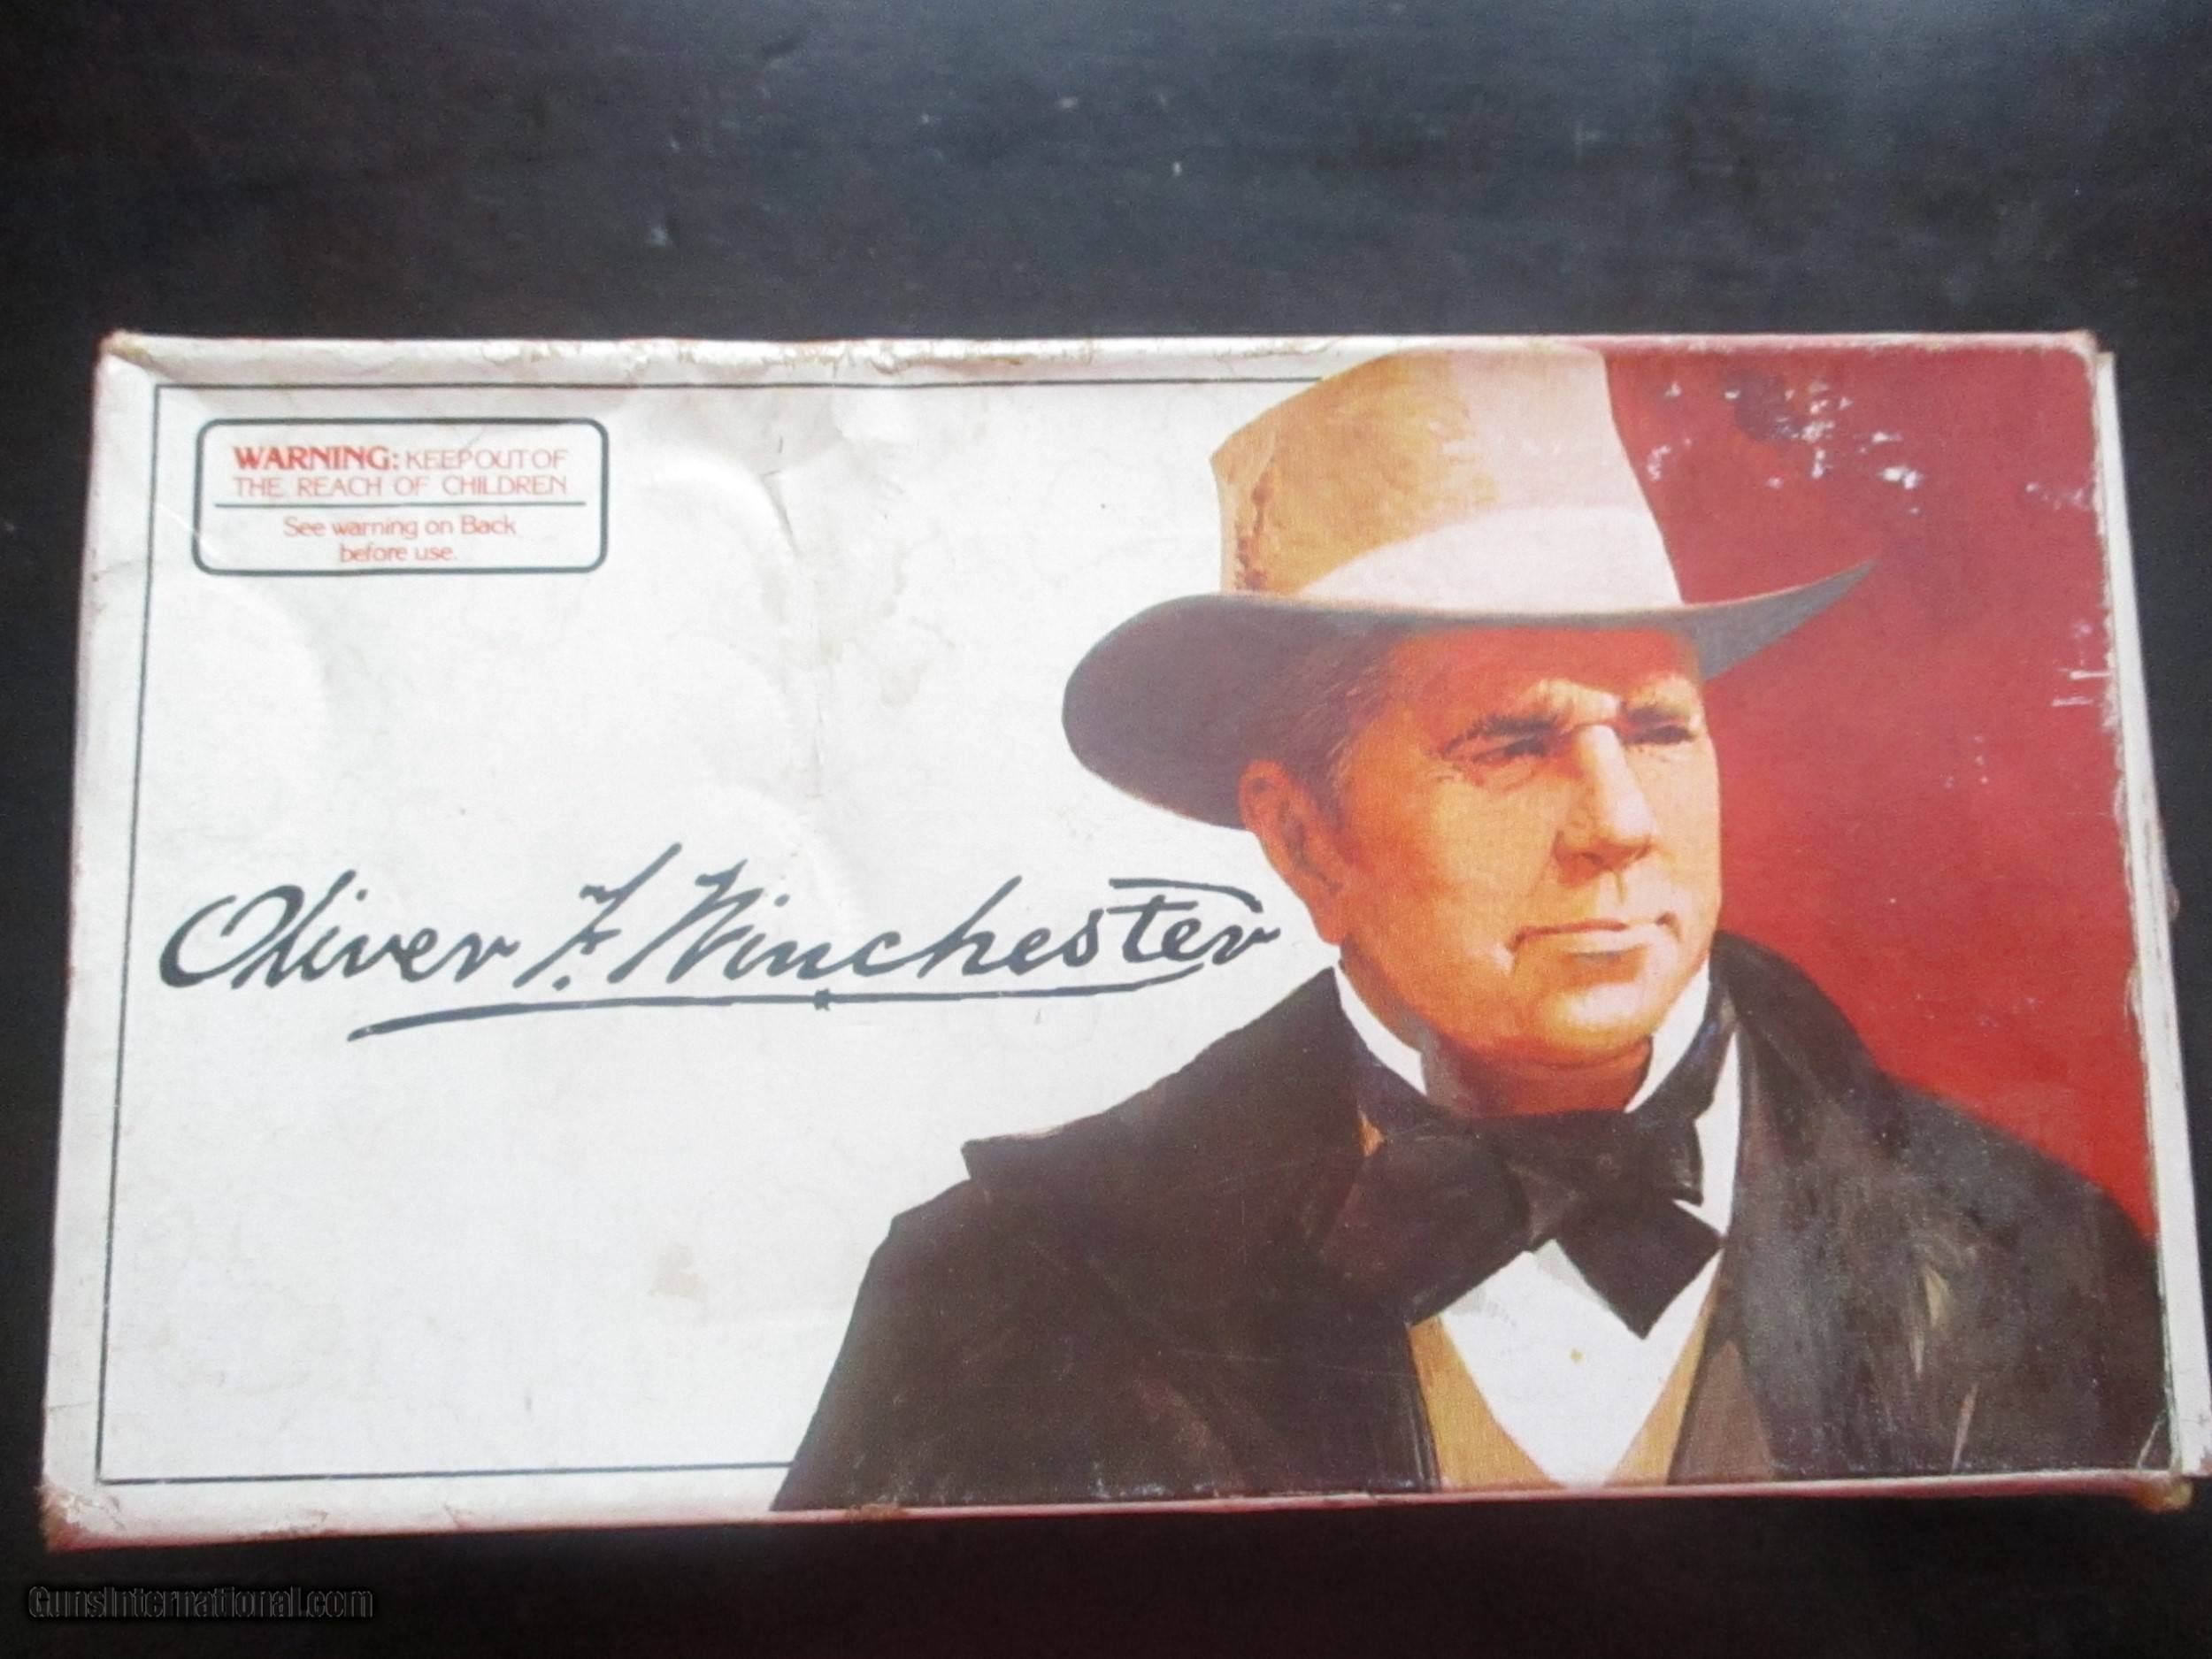 WARNING: KEEP OUT OF
THE REACH OF CHILDREN
See warning on Back
before use.
Oliver F. Winchester
GunsInternational.com